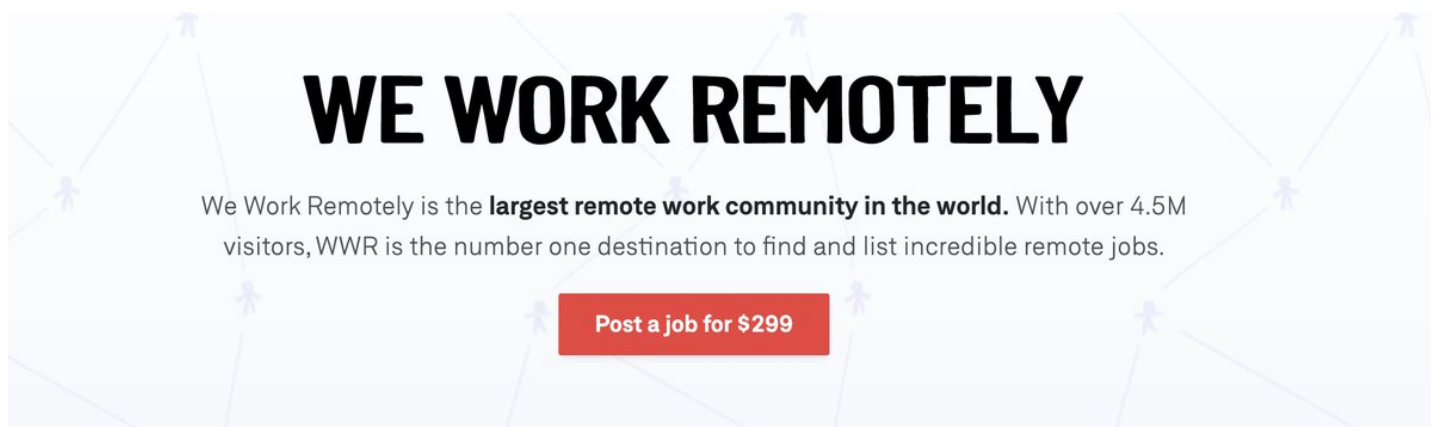 WE WORK REMOTELY
We Work Remotely is the largest remote work community in the world. With over 4.5M
visitors, WWR is the number one destination to find and list incredible remote jobs.
Post a job for $299